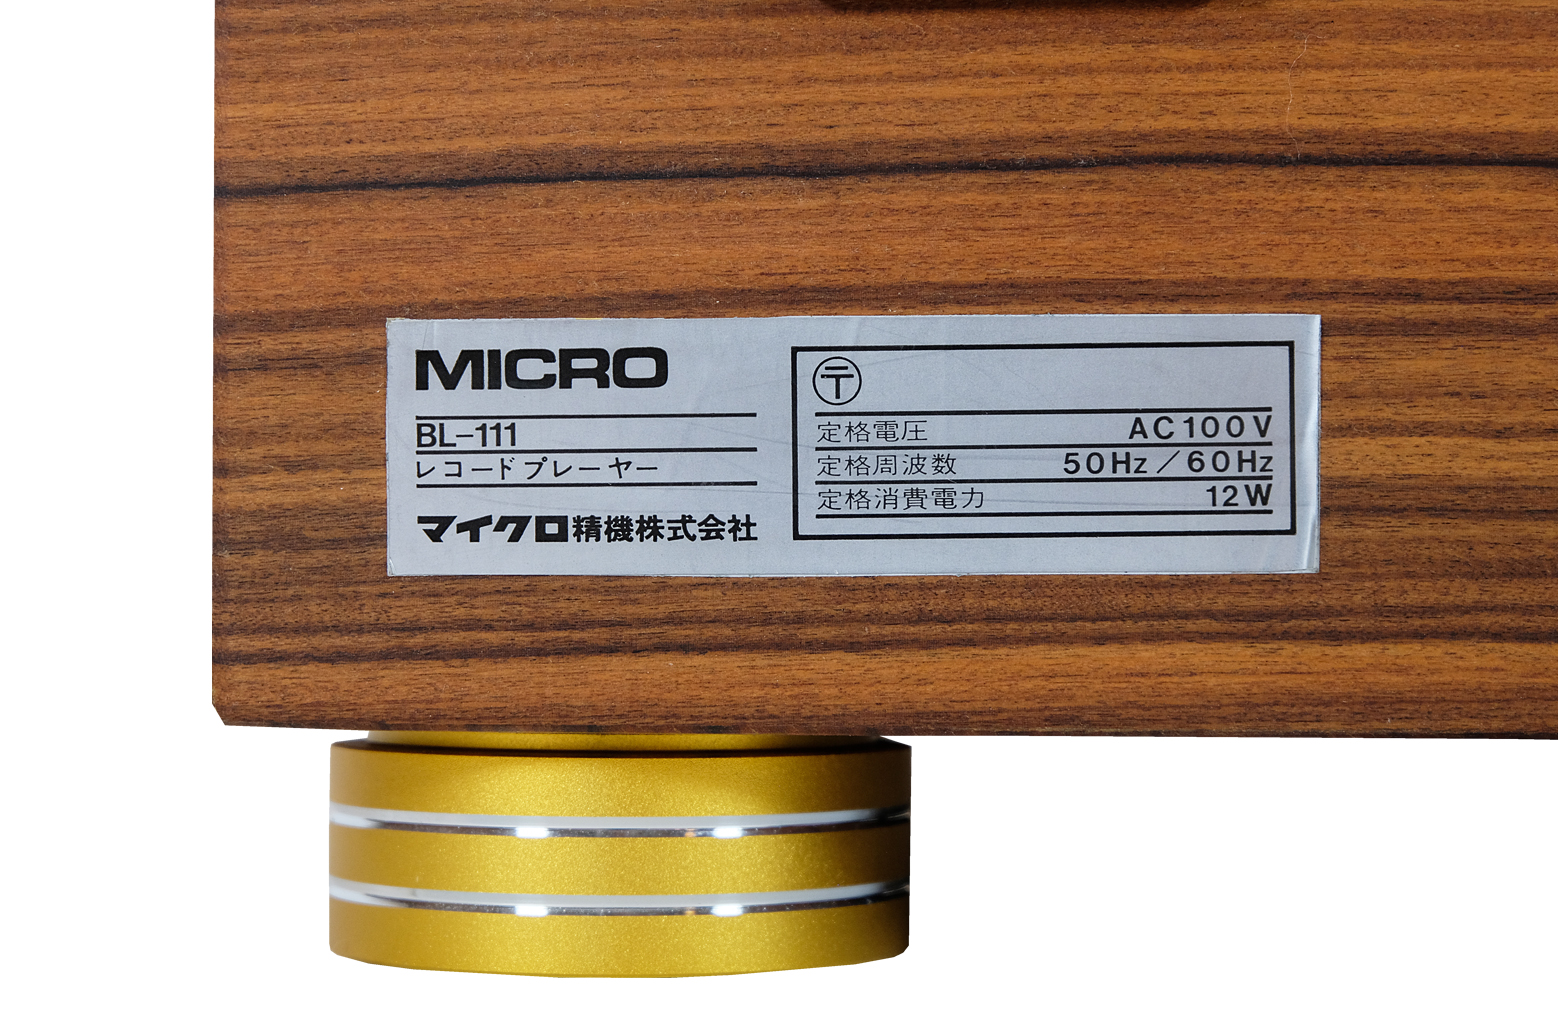 MICRO
BL-111
レコードプレーヤー
マイクロ精機株式会社
〒
定格電圧 AC100V
定格周波数 50Hz/60Hz
定格消費電力 12W